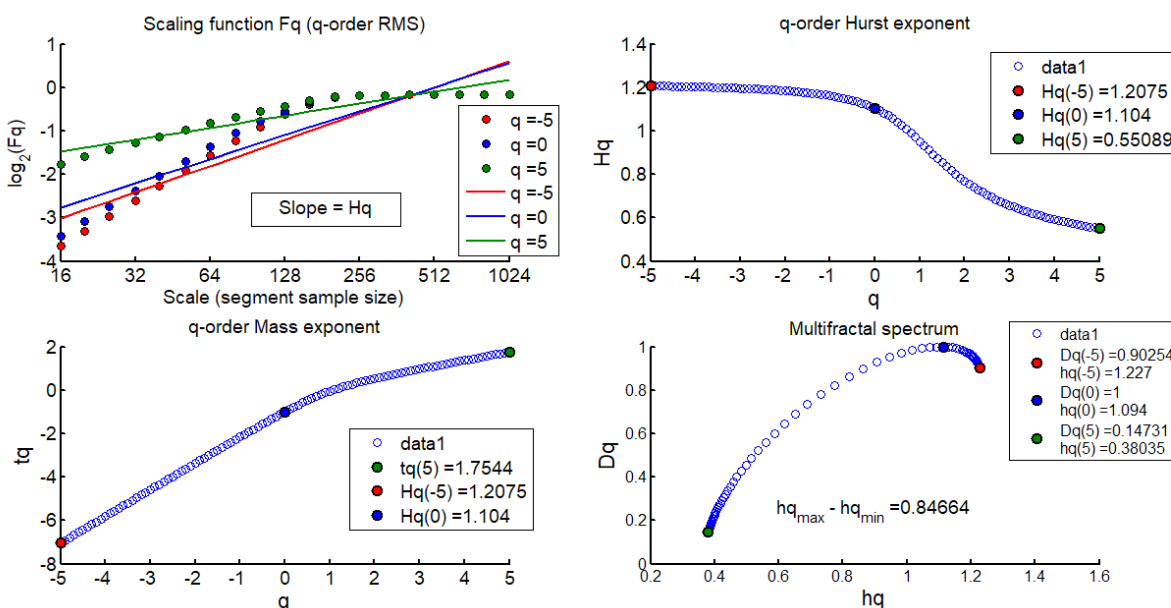 Scaling function Fq (q-order RMS)
1
0
-1
-2
-3
-4
log2(Fq)
16
32
64
128
256
512
1024
Scale (segment sample size)
Slope = Hq
q =-5
q =0
q =5
q =-5
q =0
q =5
q-order Hurst exponent
1.4
1.2
1
0.8
0.6
0.4
Hq
-5 -4 -3 -2 -1 0 1 2 3 4 5
q
data1
Hq(-5) =1.2075
Hq(0) =1.104
Hq(5) =0.55089
q-order Mass exponent
2
0
-2
-4
-6
-8
tq
-5 -4 -3 -2 -1 0 1 2 3 4 5
q
data1
tq(5) =1.7544
Hq(-5) =1.2075
Hq(0) =1.104
Multifractal spectrum
1
0.8
0.6
0.4
0.2
0
Dq
0.2 0.4 0.6 0.8 1 1.2 1.4 1.6
hq
hqmax - hqmin =0.84664
data1
Dq(-5) =0.90254
hq(-5) =1.227
Dq(0) =1
hq(0) =1.094
Dq(5) =0.14731
hq(5) =0.38035